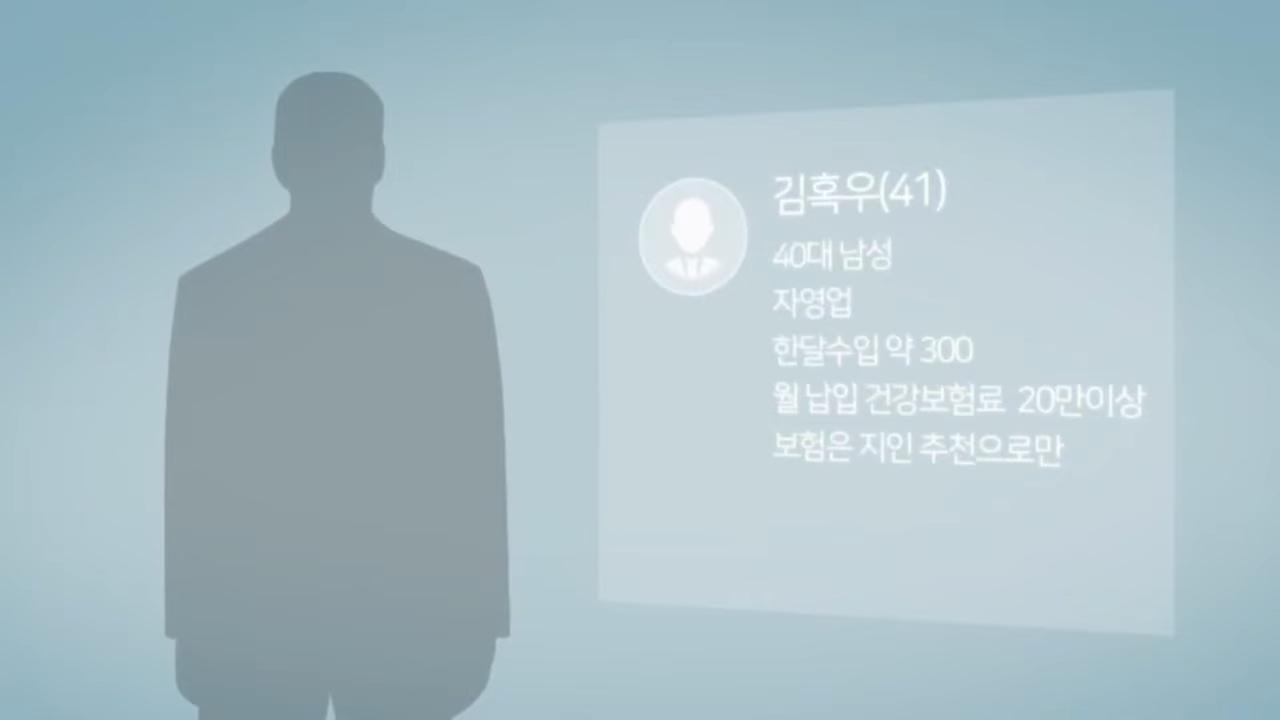 김혹우(41)
40대 남성
자영업
한달수입 약 300
월 납입 건강보험료 20만이상
보험은 지인 추천으로만